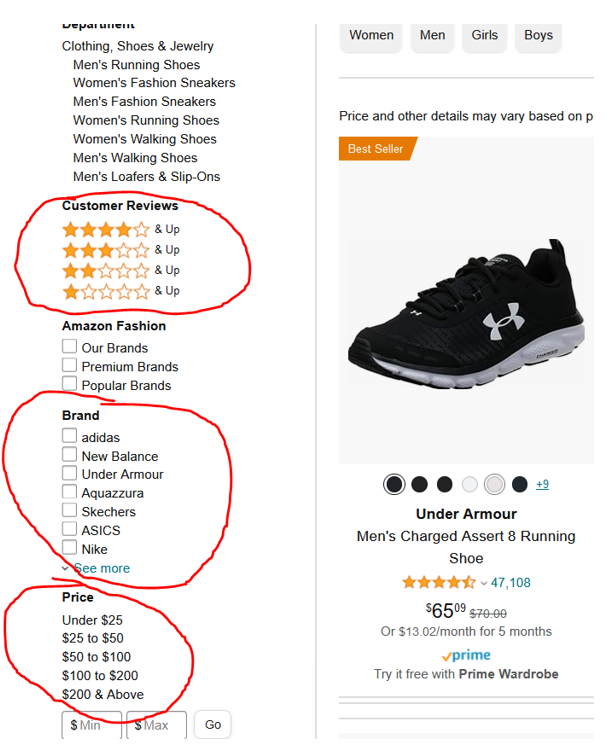 Department
Clothing, Shoes & Jewelry
Men's Running Shoes
Women's Fashion Sneakers
Men's Fashion Sneakers
Women's Running Shoes
Women's Walking Shoes
Men's Walking Shoes
Men's Loafers & Slip-Ons
Customer Reviews
& Up
& Up
& Up
& Up
Amazon Fashion
Our Brands
Premium Brands
Popular Brands
Brand
adidas
New Balance
Under Armour
Aquazzura
Skechers
ASICS
Nike
See more
Price
Under $25
$25 to $50
$50 to $100
$100 to $200
$200 & Above
$ Min $ Max Go
Women Men Girls Boys
Price and other details may vary based on p
Best Seller
CHARGED
+9
Under Armour
Men's Charged Assert 8 Running
Shoe
47,108
$6509 $70.00
Or $13.02/month for 5 months
prime
Try it free with Prime Wardrobe